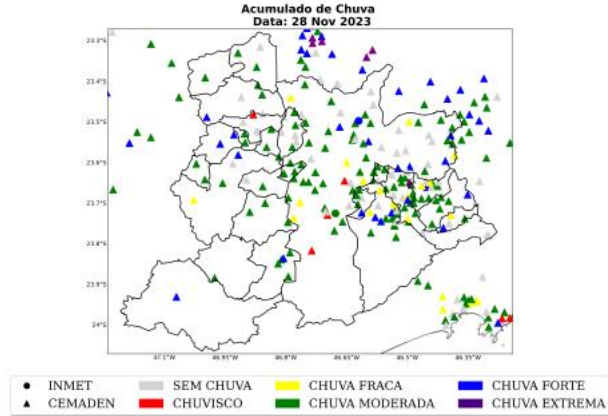 Acumulado de Chuva
Data: 28 Nov 2023
23.3°S
23.4°S
23.5°S
23.6°S
23.7°S
23.8°S
23.9°S
24°S
47.1°W
46.95°W
46.8°W
46.65°W
46.5°W
46.35°W
INMET
SEM CHUVA
CHUVA FRACA
CHUVA FORTE
CEMADEN
CHUVISCO
CHUVA MODERADA
CHUVA EXTREMA